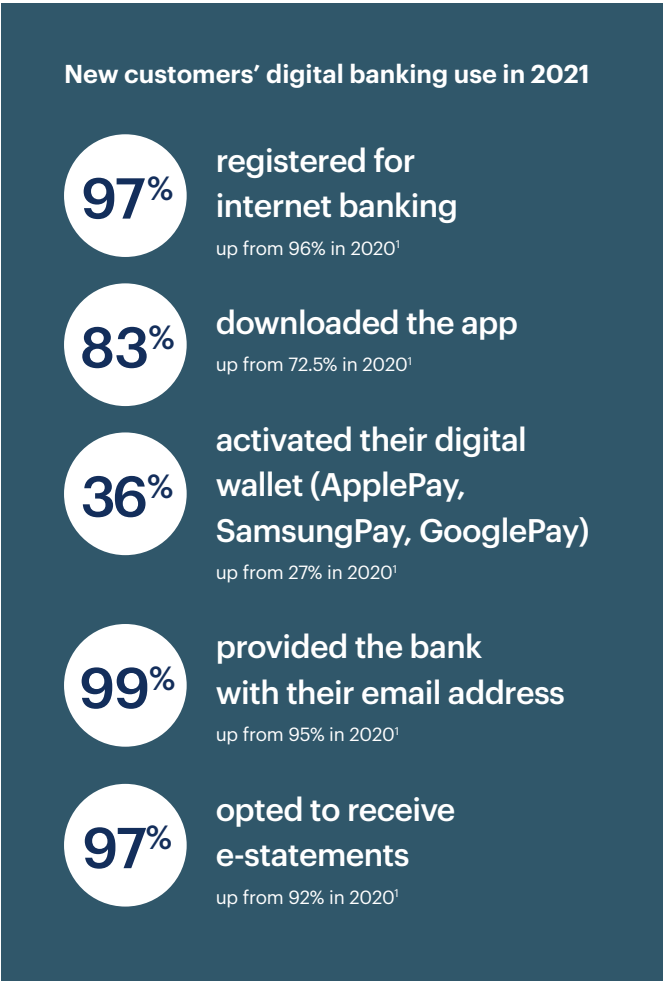 New customers’ digital banking use in 2021
97%
registered for
internet banking
up from 96% in 2020¹
83%
downloaded the app
up from 72.5% in 2020¹
36%
activated their digital
wallet (ApplePay,
SamsungPay, GooglePay)
up from 27% in 2020¹
99%
provided the bank
with their email address
up from 95% in 2020¹
97%
opted to receive
e-statements
up from 92% in 2020¹